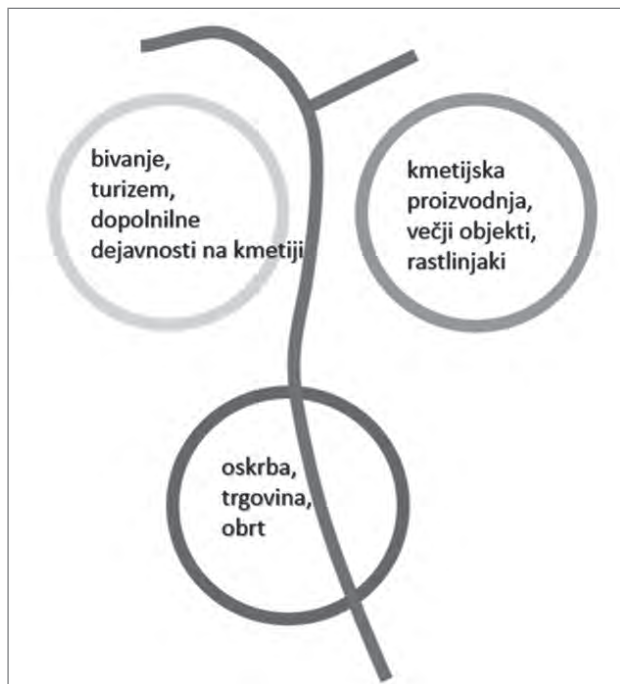 bivanje,
turizem,
dopolnilne
dejavnosti na kmetiji
kmetijska
proizvodnja,
večji objekti,
rastlinjaki
oskrba,
trgovina,
obrt